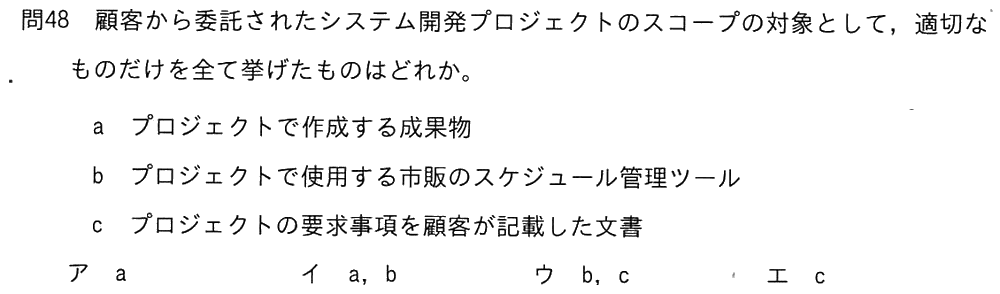 問48 顧客から委託されたシステム開発プロジェクトのスコープの対象として，適切な
ものだけを全て挙げたものはどれか。
a プロジェクトで作成する成果物
b プロジェクトで使用する市販のスケジュール管理ツール
c プロジェクトの要求事項を顧客が記載した文書
ア a イ a, b ウ b, c エ c